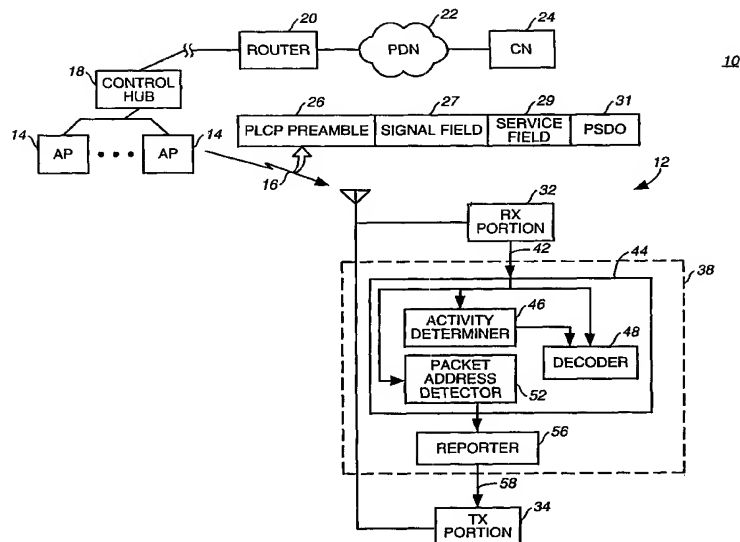 20
22
24
ROUTER
PDN
CN
10
18
CONTROL
HUB
26
27
29
31
PLCP PREAMBLE
SIGNAL FIELD
SERVICE
FIELD
PSDO
14
AP
AP
14
16
12
32
RX
PORTION
42
44
38
46
ACTIVITY
DETERMINER
48
DECODER
PACKET
ADDRESS
DETECTOR
52
56
REPORTER
58
34
TX
PORTION